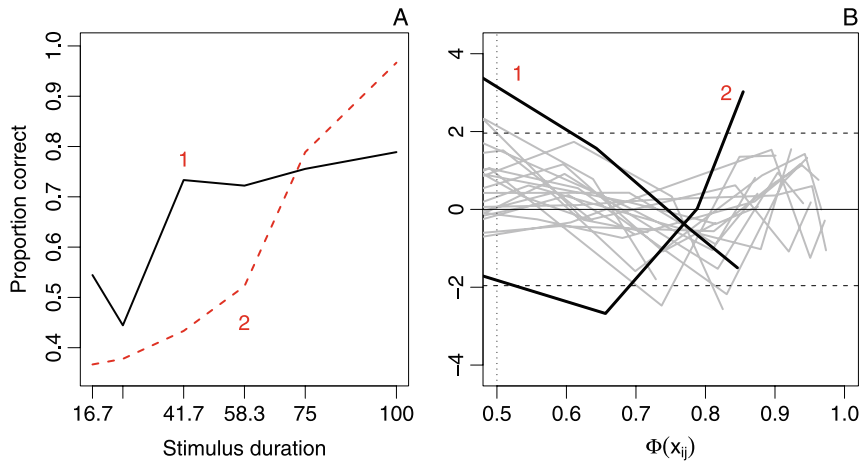 A
Proportion correct
0.4 0.5 0.6 0.7 0.8 0.9 1.0
1
2
16.7 41.7 58.3 75 100
Stimulus duration
B
−4 −2 0 2 4
1
2
0.5 0.6 0.7 0.8 0.9 1.0
Φ(xij)